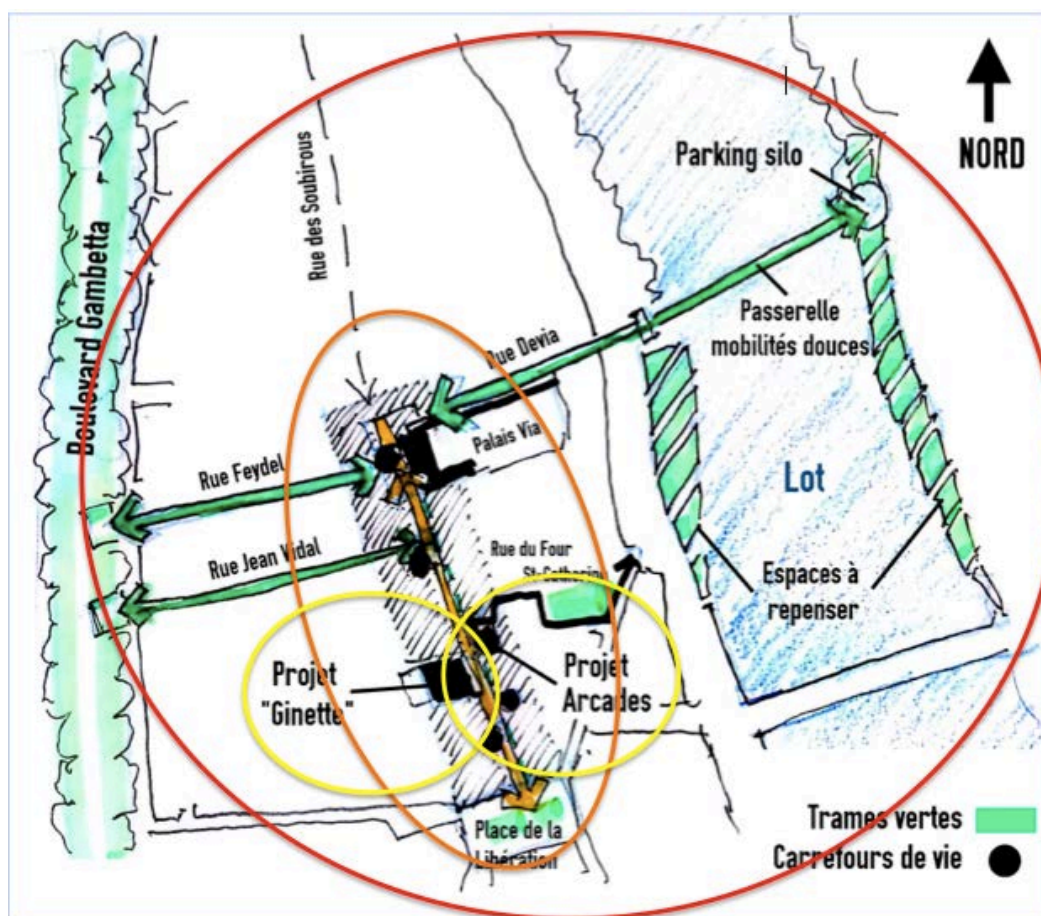 NORD
Parking silo
Rue des Soubirous
Boulevard Gambetta
Passerelle
mobilités douces
Rue Devia
Palais Via
Rue Feydel
Lot
Rue Jean Vidal
Rue du Four
St-Catherin
Espaces à
repenser
Projet
"Ginette"
Projet
Arcades
Place de la
Libération
Trames vertes
Carretours de vie